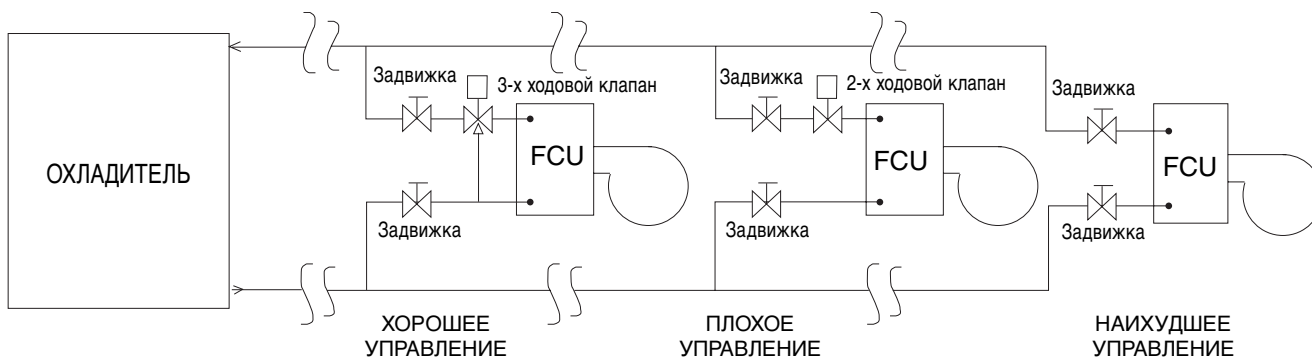 ОХЛАДИТЕЛЬ
Задвижка
3-х ходовой клапан
FCU
Задвижка
ХОРОШЕЕ
УПРАВЛЕНИЕ
Задвижка
2-х ходовой клапан
FCU
Задвижка
ПЛОХОЕ
УПРАВЛЕНИЕ
Задвижка
FCU
Задвижка
НАИХУДШЕЕ
УПРАВЛЕНИЕ